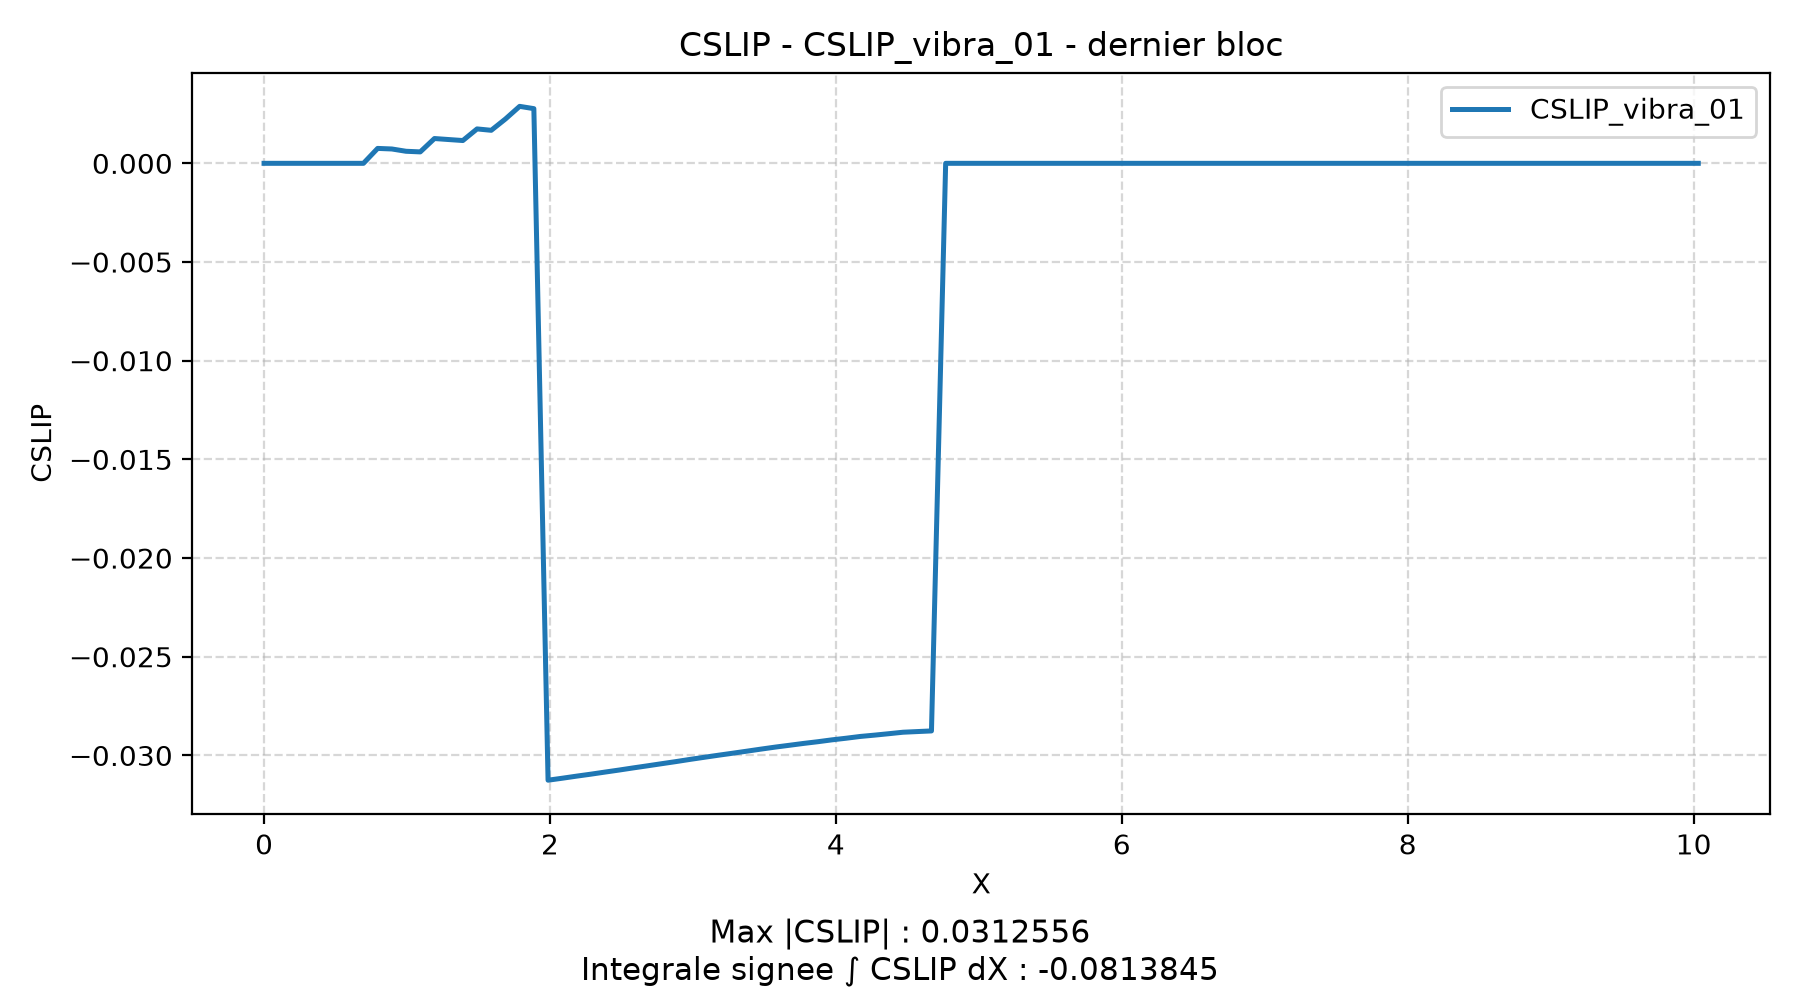 CSLIP - CSLIP_vibra_01 - dernier bloc
CSLIP_vibra_01
0.000
−0.005
−0.010
−0.015
−0.020
−0.025
−0.030
CSLIP
0 2 4 6 8 10
X
Max |CSLIP| : 0.0312556
Integrale signee ∫ CSLIP dX : -0.0813845